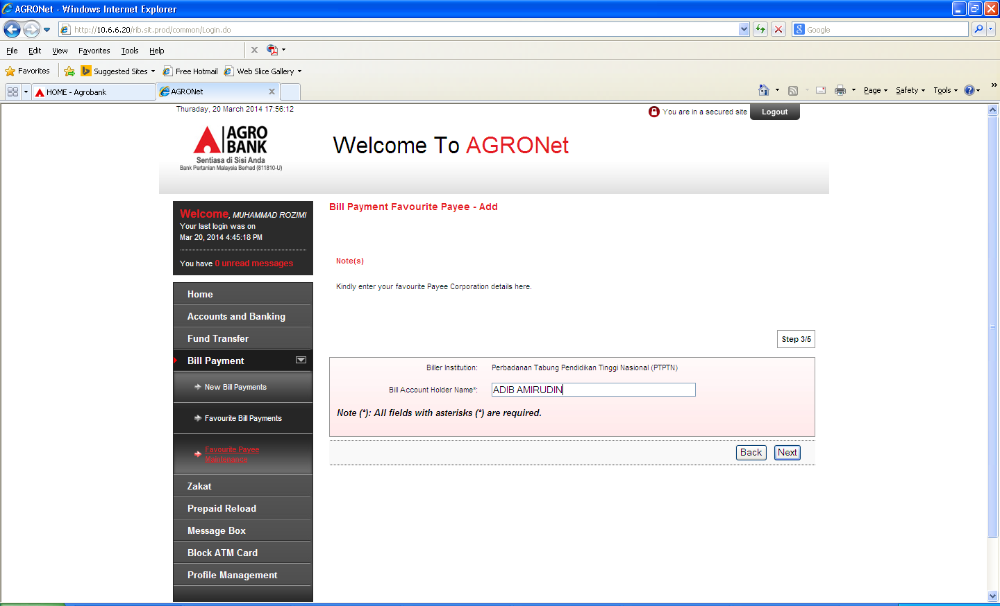 AGRONet - Windows Internet Explorer
http://10.6.6.20/rib.sit.prod/common/Login.do
Google
File Edit View Favorites Tools Help
Favorites Suggested Sites Free Hotmail Web Slice Gallery
HOME - Agrobank AGRONet Page Safety Tools
Thursday, 20 March 2014 17:56:12
You are in a secured site Logout
AGRO
BANK
Sentiasa di Sisi Anda
Bank Pertanian Malaysia Berhad (811810-U)
Welcome To AGRONet
Welcome, MUHAMMAD ROZIMI
Your last login was on
Mar 20, 2014 4:45:18 PM
You have 0 unread messages
Home
Accounts and Banking
Fund Transfer
Bill Payment
New Bill Payments
Favourite Bill Payments
Favourite Payee
Maintenance
Zakat
Prepaid Reload
Message Box
Block ATM Card
Profile Management
Bill Payment Favourite Payee - Add
Note(s)
Kindly enter your favourite Payee Corporation details here.
Step 3/5
Biller Institution: Perbadanan Tabung Pendidikan Tinggi Nasional (PTPTN)
Bill Account Holder Name*: ADIB AMIRUDIN
Note (*): All fields with asterisks (*) are required.
Back Next